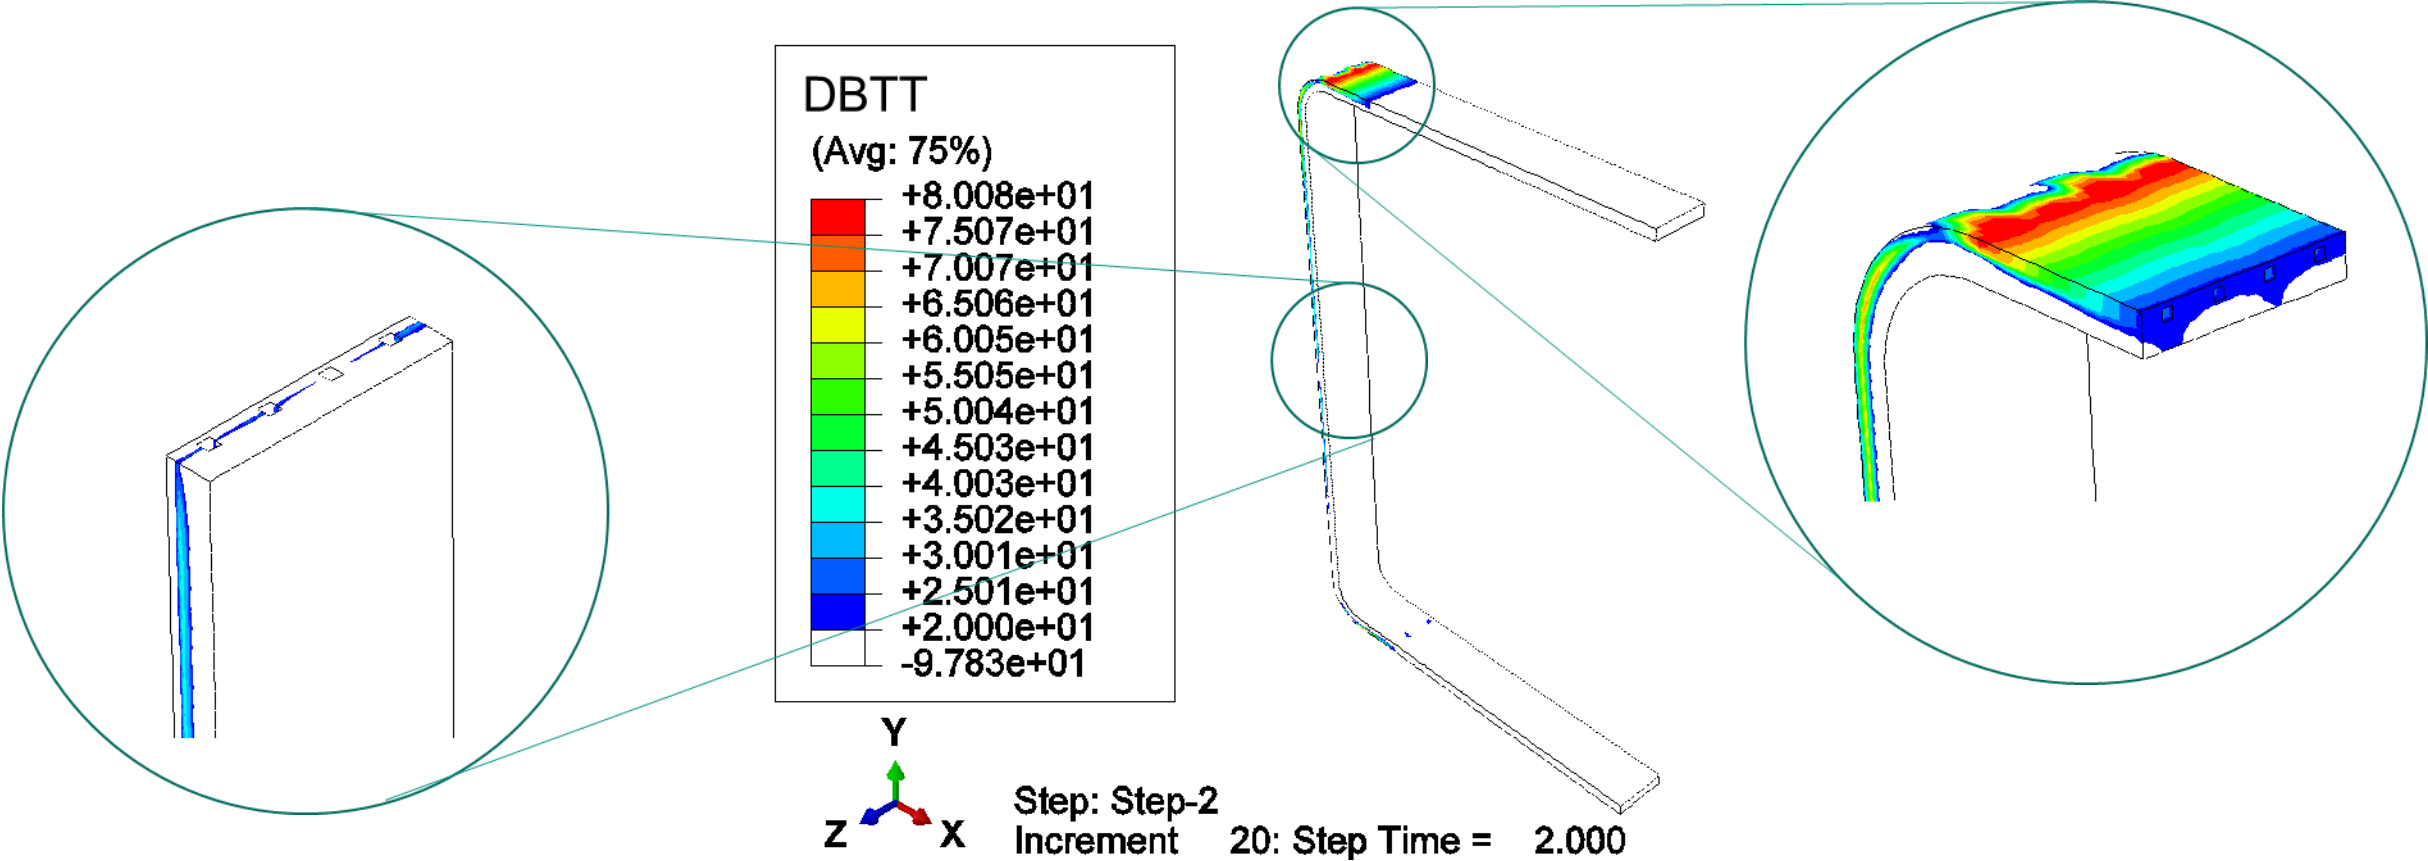 DBTT
(Avg: 75%)
+8.008e+01
+7.507e+01
+7.007e+01
+6.506e+01
+6.005e+01
+5.505e+01
+5.004e+01
+4.503e+01
+4.003e+01
+3.502e+01
+3.001e+01
+2.501e+01
+2.000e+01
-9.783e+01
Y
Z X
Step: Step-2
Increment 20: Step Time = 2.000